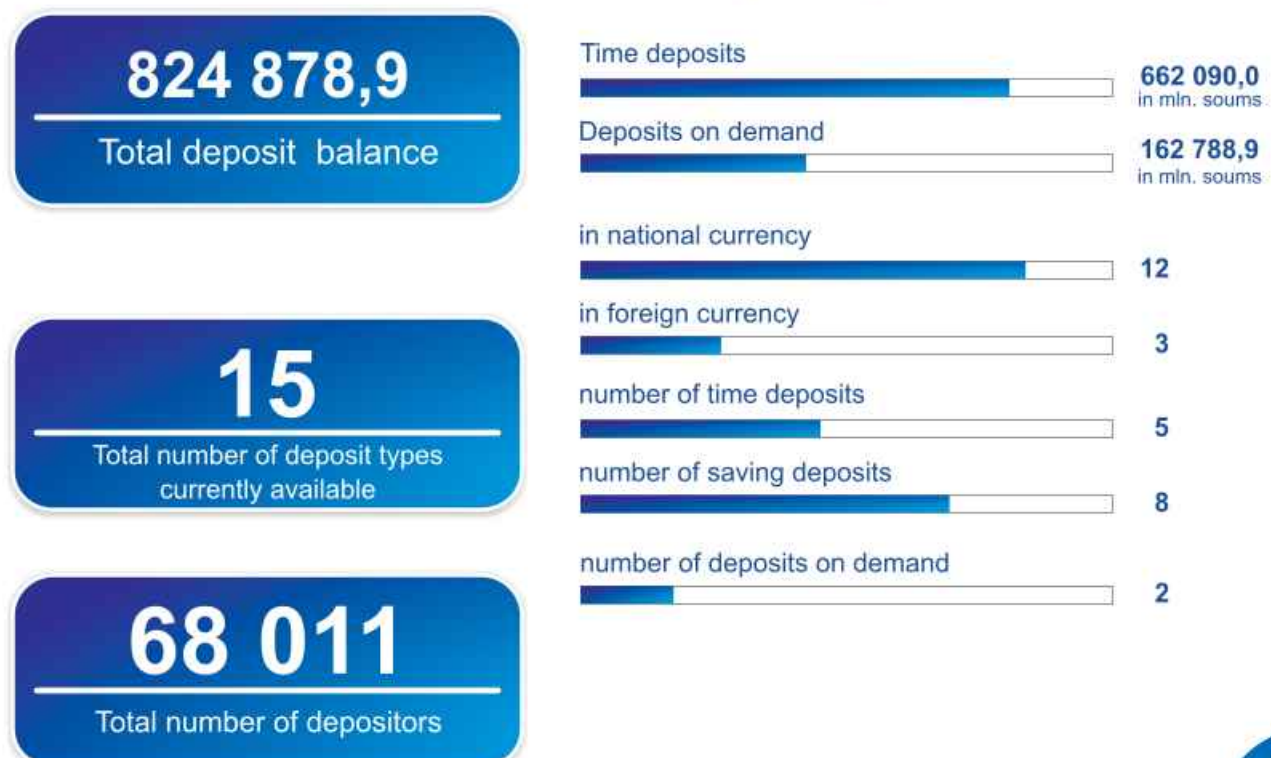 824 878,9
Total deposit balance
Time deposits
662 090,0
in mln. soums
Deposits on demand
162 788,9
in mln. soums
15
Total number of deposit types
currently available
in national currency
12
in foreign currency
3
number of time deposits
5
number of saving deposits
8
number of deposits on demand
2
68 011
Total number of depositors